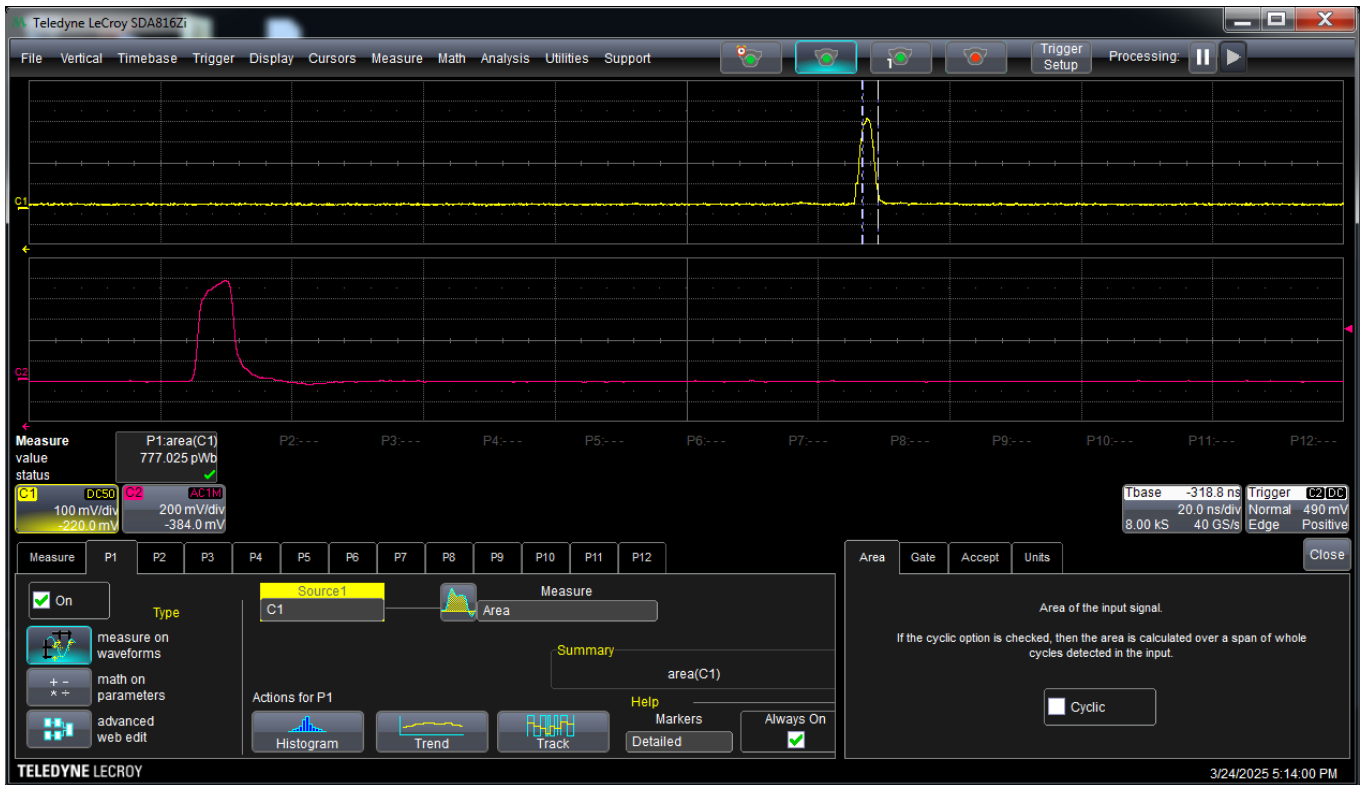 Teledyne LeCroy SDA816Zi
File Vertical Timebase Trigger Display Cursors Measure Math Analysis Utilities Support 1 Trigger Setup Processing:
C1
C2
Measure P1:area(C1) P2:--- P3:--- P4:--- P5:--- P6:--- P7:--- P8:--- P9:--- P10:--- P11:--- P12:---
value 777.025 pWb
status
C1 DC50 C2 AC1M Tbase -318.8 ns Trigger C2 DC
100 mV/div 200 mV/div 20.0 ns/div Normal 490 mV
-220.0 mV -384.0 mV 8.00 kS 40 GS/s Edge Positive
Measure P1 P2 P3 P4 P5 P6 P7 P8 P9 P10 P11 P12 Area Gate Accept Units Close
On
Type
Source1
C1
Measure
Area
measure on
waveforms
math on
parameters
advanced
web edit
Summary
area(C1)
Actions for P1
Histogram Trend Track
Help
Markers
Detailed
Always On
Area of the input signal.
If the cyclic option is checked, then the area is calculated over a span of whole
cycles detected in the input.
Cyclic
TELEDYNE LECROY 3/24/2025 5:14:00 PM